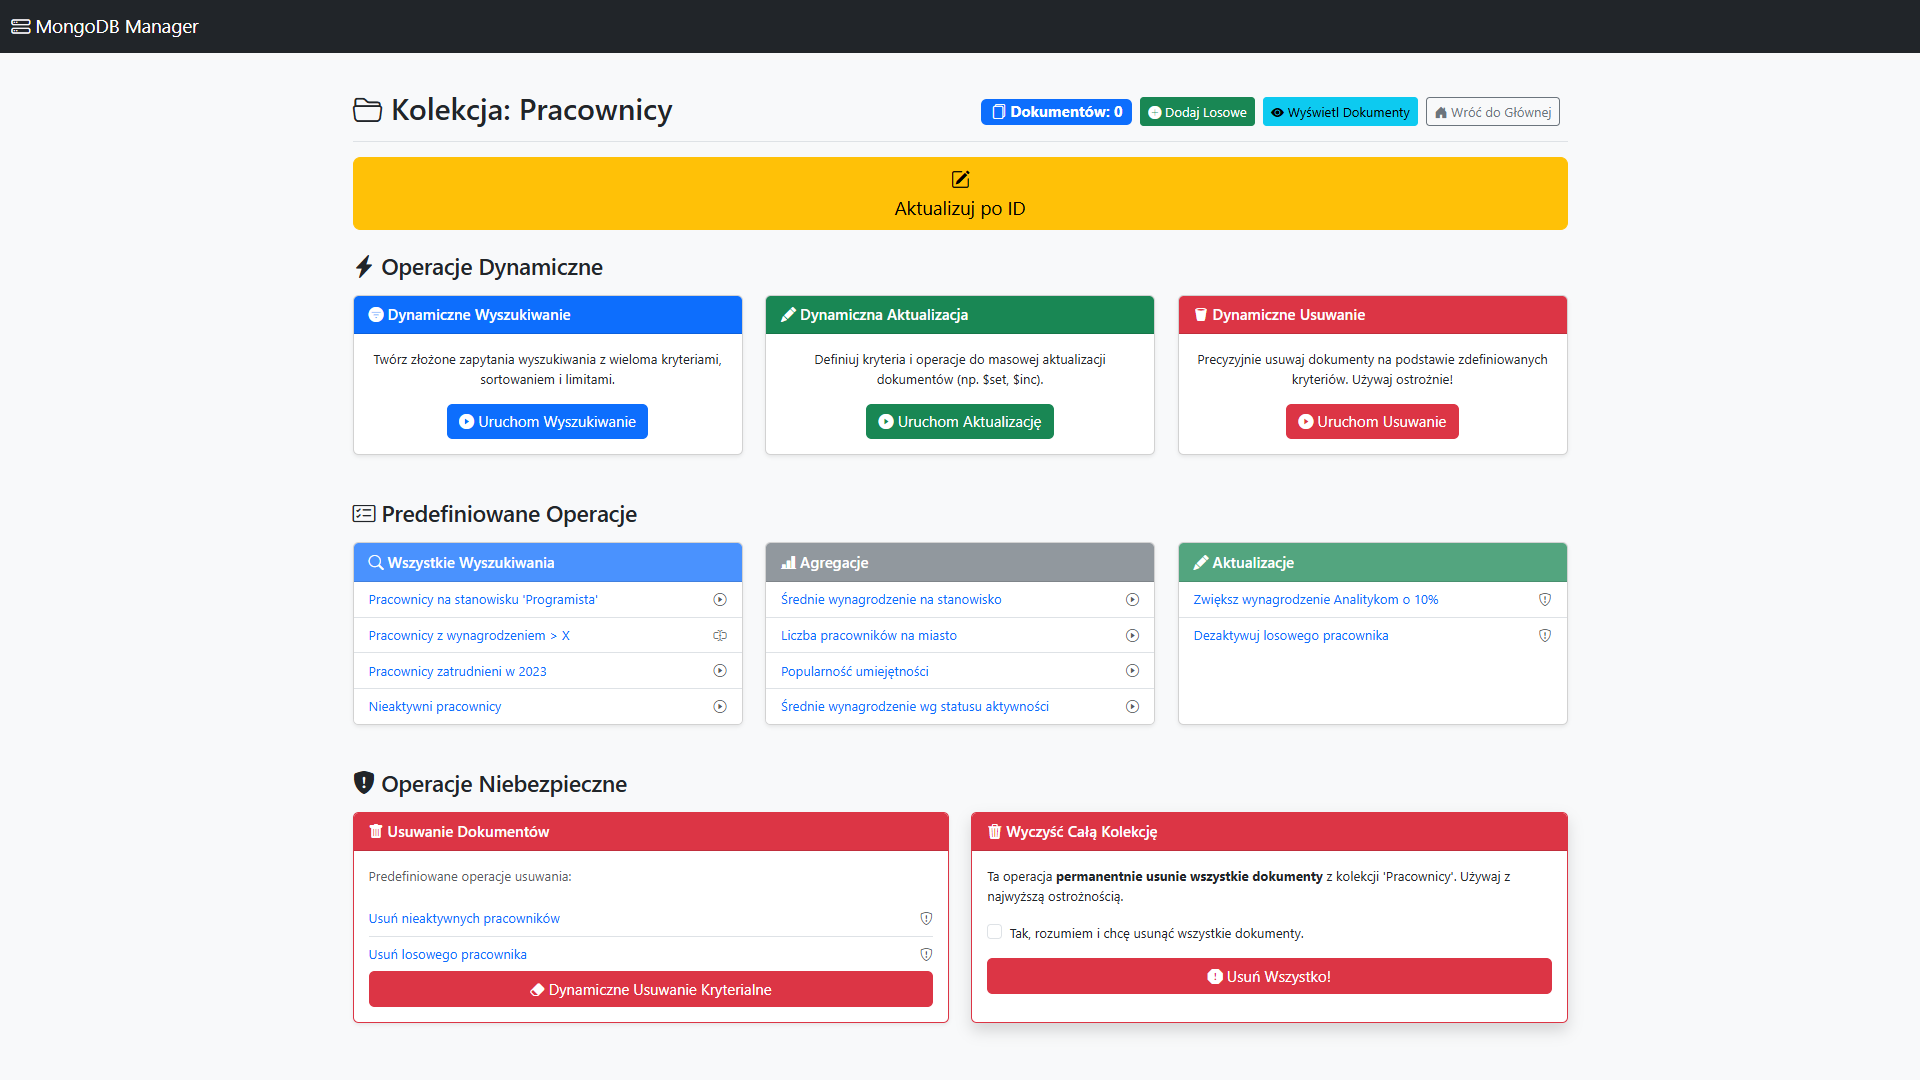 MongoDB Manager
Kolekcja: Pracownicy
Dokumentów: 0
Dodaj Losowe
Wyświetl Dokumenty
Wróć do Głównej
Aktualizuj po ID
Operacje Dynamiczne
Dynamiczne Wyszukiwanie
Twórz złożone zapytania wyszukiwania z wieloma kryteriami,
sortowaniem i limitami.
Uruchom Wyszukiwanie
Dynamiczna Aktualizacja
Definiuj kryteria i operacje do masowej aktualizacji
dokumentów (np. $set, $inc).
Uruchom Aktualizację
Dynamiczne Usuwanie
Precyzyjnie usuwaj dokumenty na podstawie zdefiniowanych
kryteriów. Używaj ostrożnie!
Uruchom Usuwanie
Predefiniowane Operacje
Wszystkie Wyszukiwania
Pracownicy na stanowisku 'Programista'
Pracownicy z wynagrodzeniem > X
Pracownicy zatrudnieni w 2023
Nieaktywni pracownicy
Agregacje
Średnie wynagrodzenie na stanowisko
Liczba pracowników na miasto
Popularność umiejętności
Średnie wynagrodzenie wg statusu aktywności
Aktualizacje
Zwiększ wynagrodzenie Analitykom o 10%
Dezaktywuj losowego pracownika
Operacje Niebezpieczne
Usuwanie Dokumentów
Predefiniowane operacje usuwania:
Usuń nieaktywnych pracowników
Usuń losowego pracownika
Dynamiczne Usuwanie Kryterialne
Wyczyść Całą Kolekcję
Ta operacja permanentnie usunie wszystkie dokumenty z kolekcji 'Pracownicy'. Używaj z
najwyższą ostrożnością.
Tak, rozumiem i chcę usunąć wszystkie dokumenty.
Usuń Wszystko!